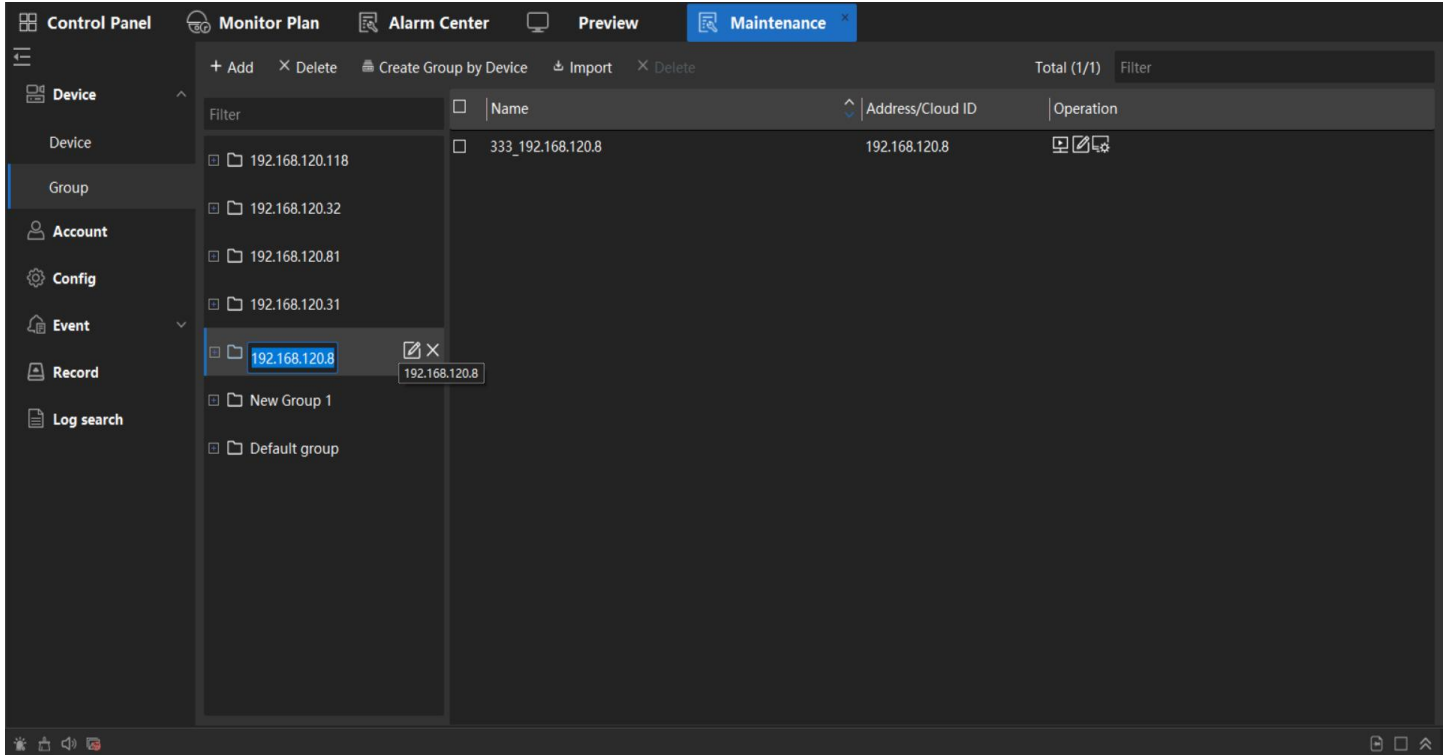 Control Panel Monitor Plan Alarm Center Preview Maintenance ×
+ Add × Delete Create Group by Device Import × Delete Total (1/1) Filter
Device
Device
Group
Account
Config
Event
Record
Log search
Filter
192.168.120.118
192.168.120.32
192.168.120.81
192.168.120.31
192.168.120.8
192.168.120.8
New Group 1
Default group
Name Address/Cloud ID Operation
333_192.168.120.8 192.168.120.8